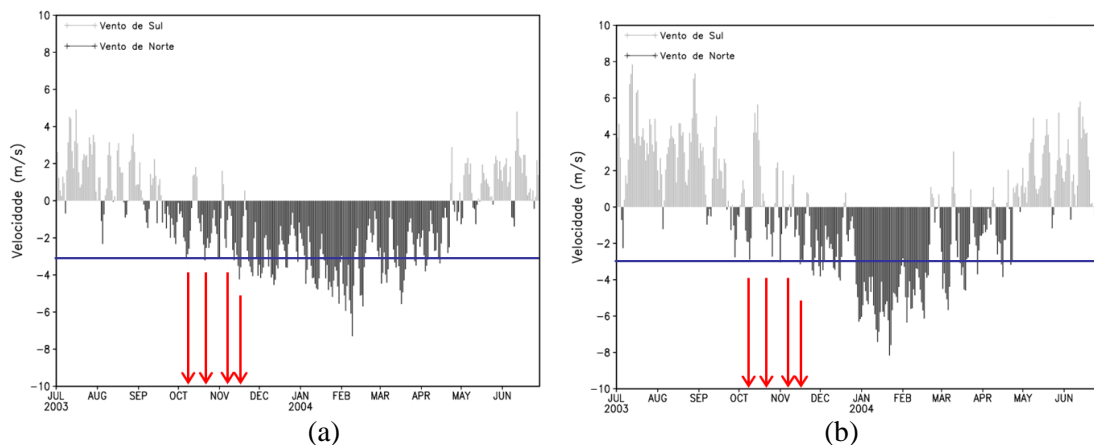 10
Vento de Sul
8
Vento de Norte
6
4
2
0
−2
−4
−6
−8
−10
Velocidade (m/s)
JUL AUG SEP OCT NOV DEC JAN FEB MAR APR MAY JUN
2003 2004
(a)
10
Vento de Sul
8
Vento de Norte
6
4
2
0
−2
−4
−6
−8
−10
Velocidade (m/s)
JUL AUG SEP OCT NOV DEC JAN FEB MAR APR MAY JUN
2003 2004
(b)